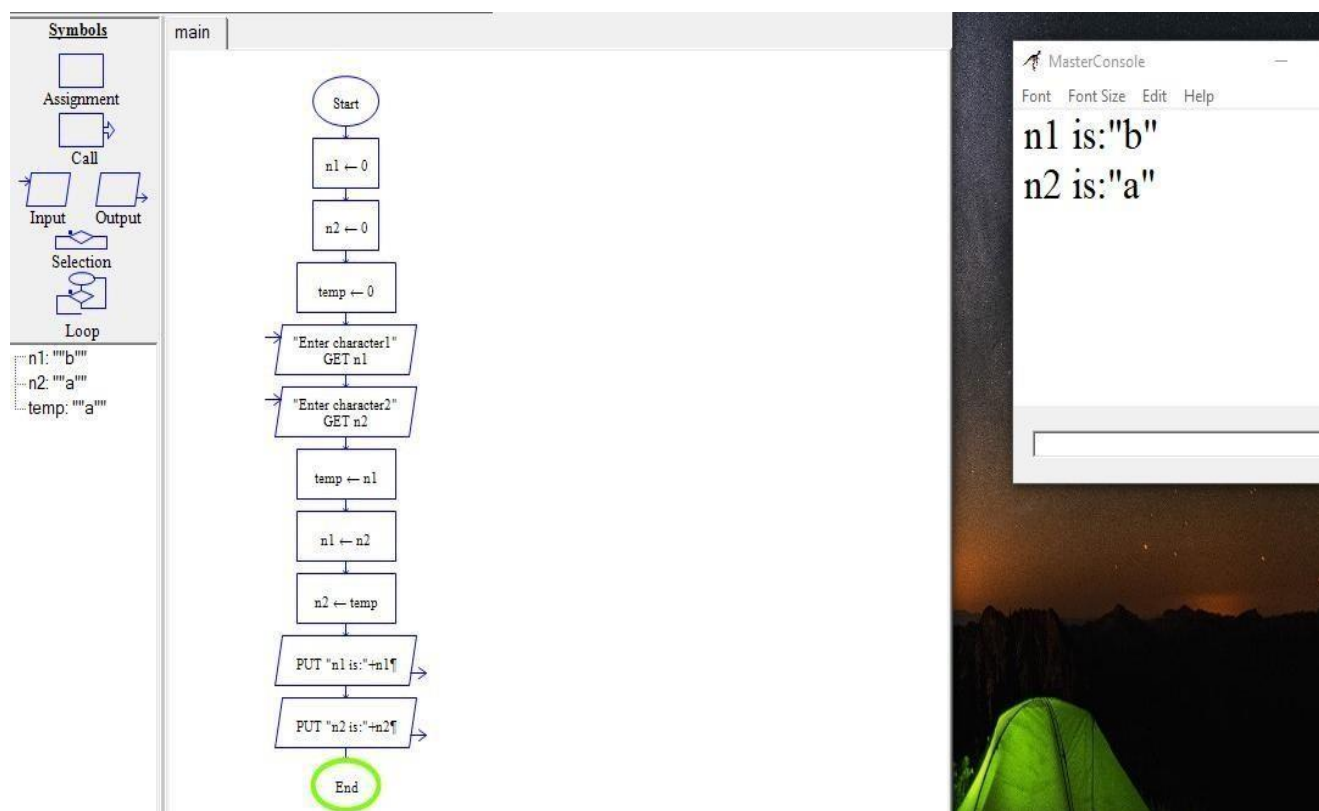 Symbols
Assignment
Call
Input Output
Selection
Loop
n1: ""b""
n2: ""a""
temp: ""a""
main
Start
n1 ← 0
n2 ← 0
temp ← 0
"Enter character1"
GET n1
"Enter character2"
GET n2
temp ← n1
n1 ← n2
n2 ← temp
PUT "n1 is:"+n1¶
PUT "n2 is:"+n2¶
End
MasterConsole
Font Font Size Edit Help
n1 is:"b"
n2 is:"a"